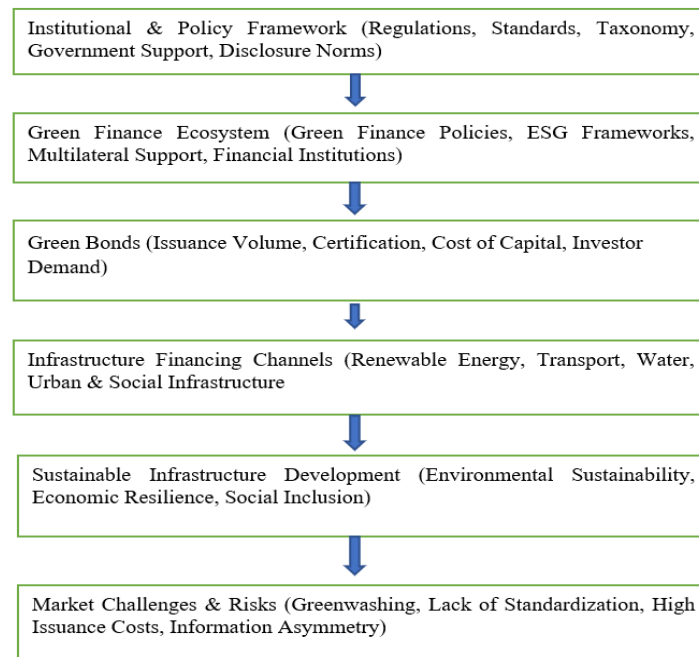 Institutional & Policy Framework (Regulations, Standards, Taxonomy,
Government Support, Disclosure Norms)
Green Finance Ecosystem (Green Finance Policies, ESG Frameworks,
Multilateral Support, Financial Institutions)
Green Bonds (Issuance Volume, Certification, Cost of Capital, Investor
Demand)
Infrastructure Financing Channels (Renewable Energy, Transport, Water,
Urban & Social Infrastructure
Sustainable Infrastructure Development (Environmental Sustainability,
Economic Resilience, Social Inclusion)
Market Challenges & Risks (Greenwashing, Lack of Standardization, High
Issuance Costs, Information Asymmetry)